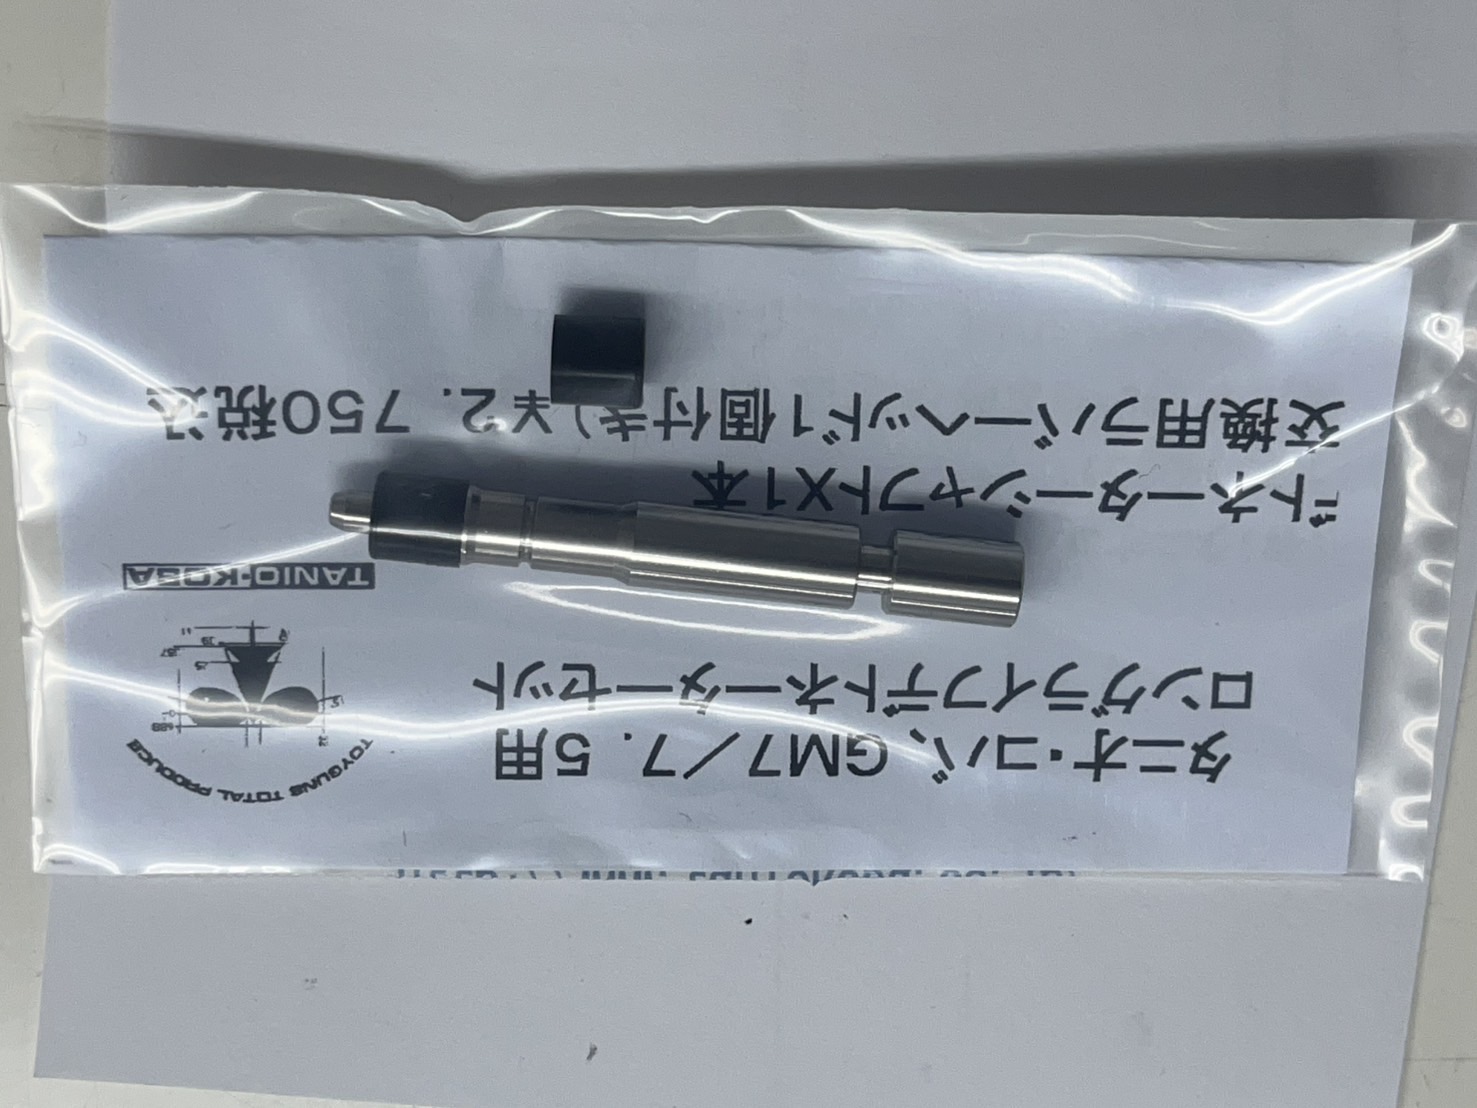 タニオ・コバ、GM7／7．5用
ロングライフデトネーターセット
デトネーターシャフトX1本
交換用ラバーヘッド1個付き)¥2．750税込
TOYGUNS TOTAL PRODUCE
TANIO-KOBA